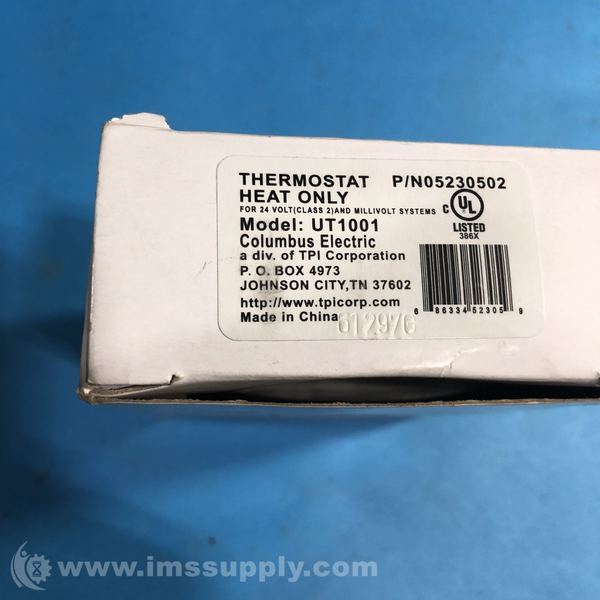 THERMOSTAT P/N05230502
HEAT ONLY
FOR 24 VOLT(CLASS 2)AND MILLIVOLT SYSTEMS
C UL
LISTED
386X
Model: UT1001
Columbus Electric
a div. of TPI Corporation
P. O. BOX 4973
JOHNSON CITY,TN 37602
http://www.tpicorp.com
Made in China
612976
6 86334 52305 9
www.imssupply.com